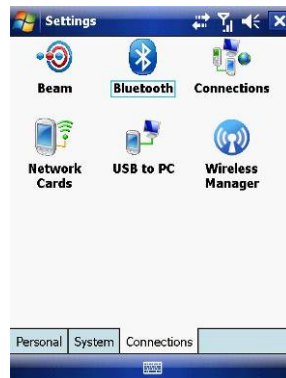 Settings
Beam
Bluetooth
Connections
Network
Cards
USB to PC
Wireless
Manager
Personal System Connections